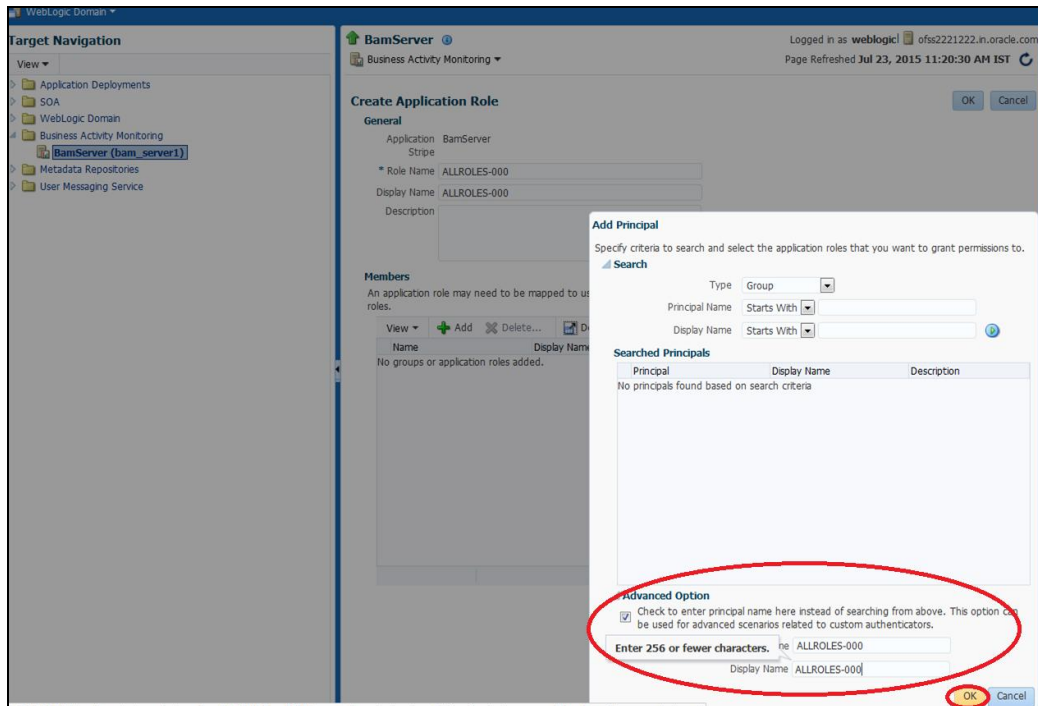 WebLogic Domain
Target Navigation
View
Application Deployments
SOA
WebLogic Domain
Business Activity Monitoring
BamServer (bam_server1)
Metadata Repositories
User Messaging Service
BamServer
Business Activity Monitoring
Logged in as weblogic ofss2221222.in.oracle.com
Page Refreshed Jul 23, 2015 11:20:30 AM IST
Create Application Role
OK Cancel
General
Application Stripe BamServer
* Role Name ALLROLES-000
Display Name ALLROLES-000
Description
Members
An application role may need to be mapped to us
roles.
View Add Delete... D
Name Display Name
No groups or application roles added.
Add Principal
Specify criteria to search and select the application roles that you want to grant permissions to.
Search
Type Group
Principal Name Starts With
Display Name Starts With
Searched Principals
Principal Display Name Description
No principals found based on search criteria
Advanced Option
Check to enter principal name here instead of searching from above. This option can
be used for advanced scenarios related to custom authenticators.
Enter 256 or fewer characters. ne ALLROLES-000
Display Name ALLROLES-000
OK Cancel